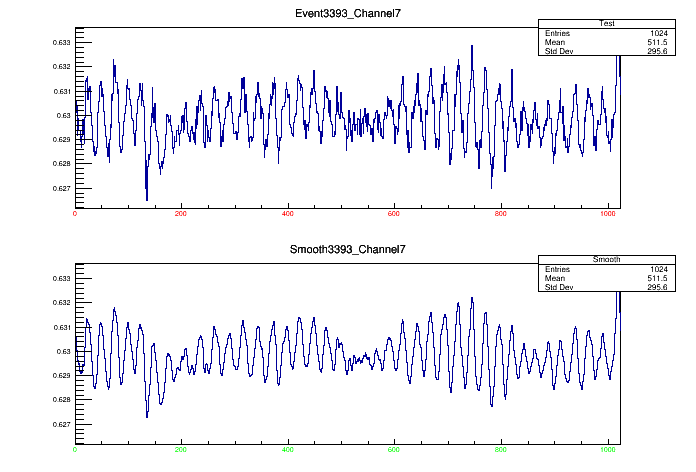 Event3393_Channel7
Test
Entries 1024
Mean 511.5
Std Dev 295.6
0.633
0.632
0.631
0.63
0.629
0.628
0.627
0 200 400 600 800 1000
Smooth3393_Channel7
Smooth
Entries 1024
Mean 511.5
Std Dev 295.6
0.633
0.632
0.631
0.63
0.629
0.628
0.627
0 200 400 600 800 1000